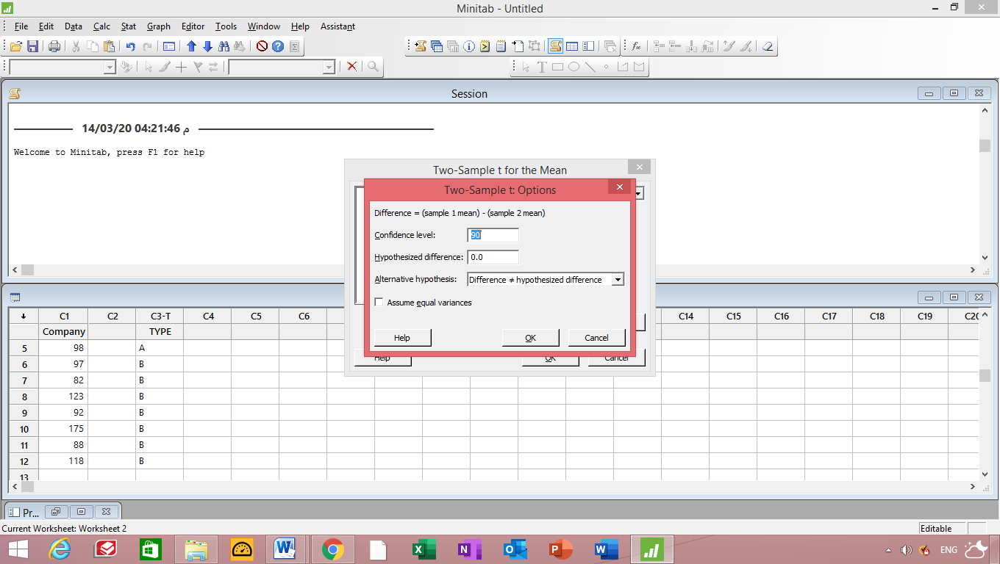 Minitab - Untitled
File Edit Data Calc Stat Graph Editor Tools Window Help Assistant
Session
14/03/20 04:21:46 م
Welcome to Minitab, press F1 for help
Two-Sample t for the Mean
Two-Sample t: Options
Difference = (sample 1 mean) - (sample 2 mean)
Confidence level: 90
Hypothesized difference: 0.0
Alternative hypothesis: Difference ≠ hypothesized difference
Assume equal variances
Help OK Cancel
Help OK Cancel
C1 C2 C3-T C4 C5 C6 C14 C15 C16 C17 C18 C19 C20
Company TYPE
5 98 A
6 97 B
7 82 B
8 123 B
9 92 B
10 175 B
11 88 B
12 118 B
13
Pr...
Current Worksheet: Worksheet 2 Editable
ENG